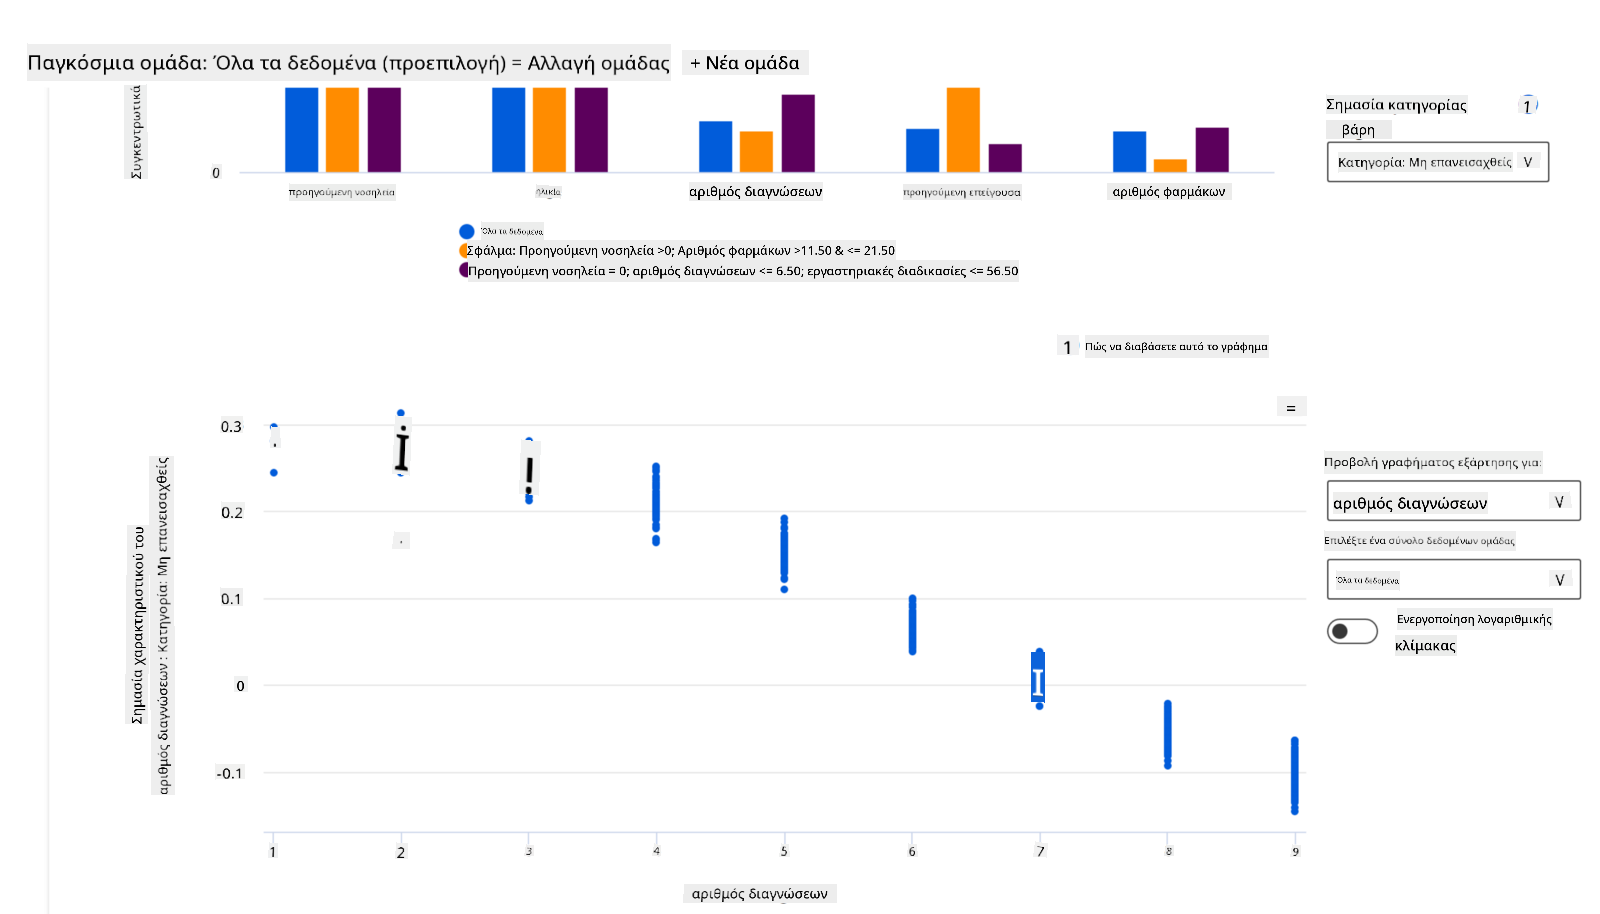 Παγκόσμια ομάδα: Όλα τα δεδομένα (προεπιλογή) = Αλλαγή ομάδας + Νέα ομάδα
Συγκεντρωτικά
0
προηγούμενη νοσηλεία
ηλικία
αριθμός διαγνώσεων
προηγούμενη επείγουσα
αριθμός φαρμάκων
Όλα τα δεδομένα
Σφάλμα: Προηγούμενη νοσηλεία >0; Αριθμός φαρμάκων >11.50 & <= 21.50
Προηγούμενη νοσηλεία = 0; αριθμός διαγνώσεων <= 6.50; εργαστηριακές διαδικασίες <= 56.50
Σημασία κατηγορίας 1
βάρη
Κατηγορία: Μη επανεισαχθείς V
1 Πώς να διαβάσετε αυτό το γράφημα
=
Σημασία χαρακτηριστικού του
αριθμός διαγνώσεων : Κατηγορία: Μη επανεισαχθείς
0.3
0.2
0.1
0
-0.1
1 2 3 4 5 6 7 8 9
αριθμός διαγνώσεων
Προβολή γραφήματος εξάρτησης για:
αριθμός διαγνώσεων V
Επιλέξτε ένα σύνολο δεδομένων ομάδας
Όλα τα δεδομένα V
Ενεργοποίηση λογαριθμικής
κλίμακας